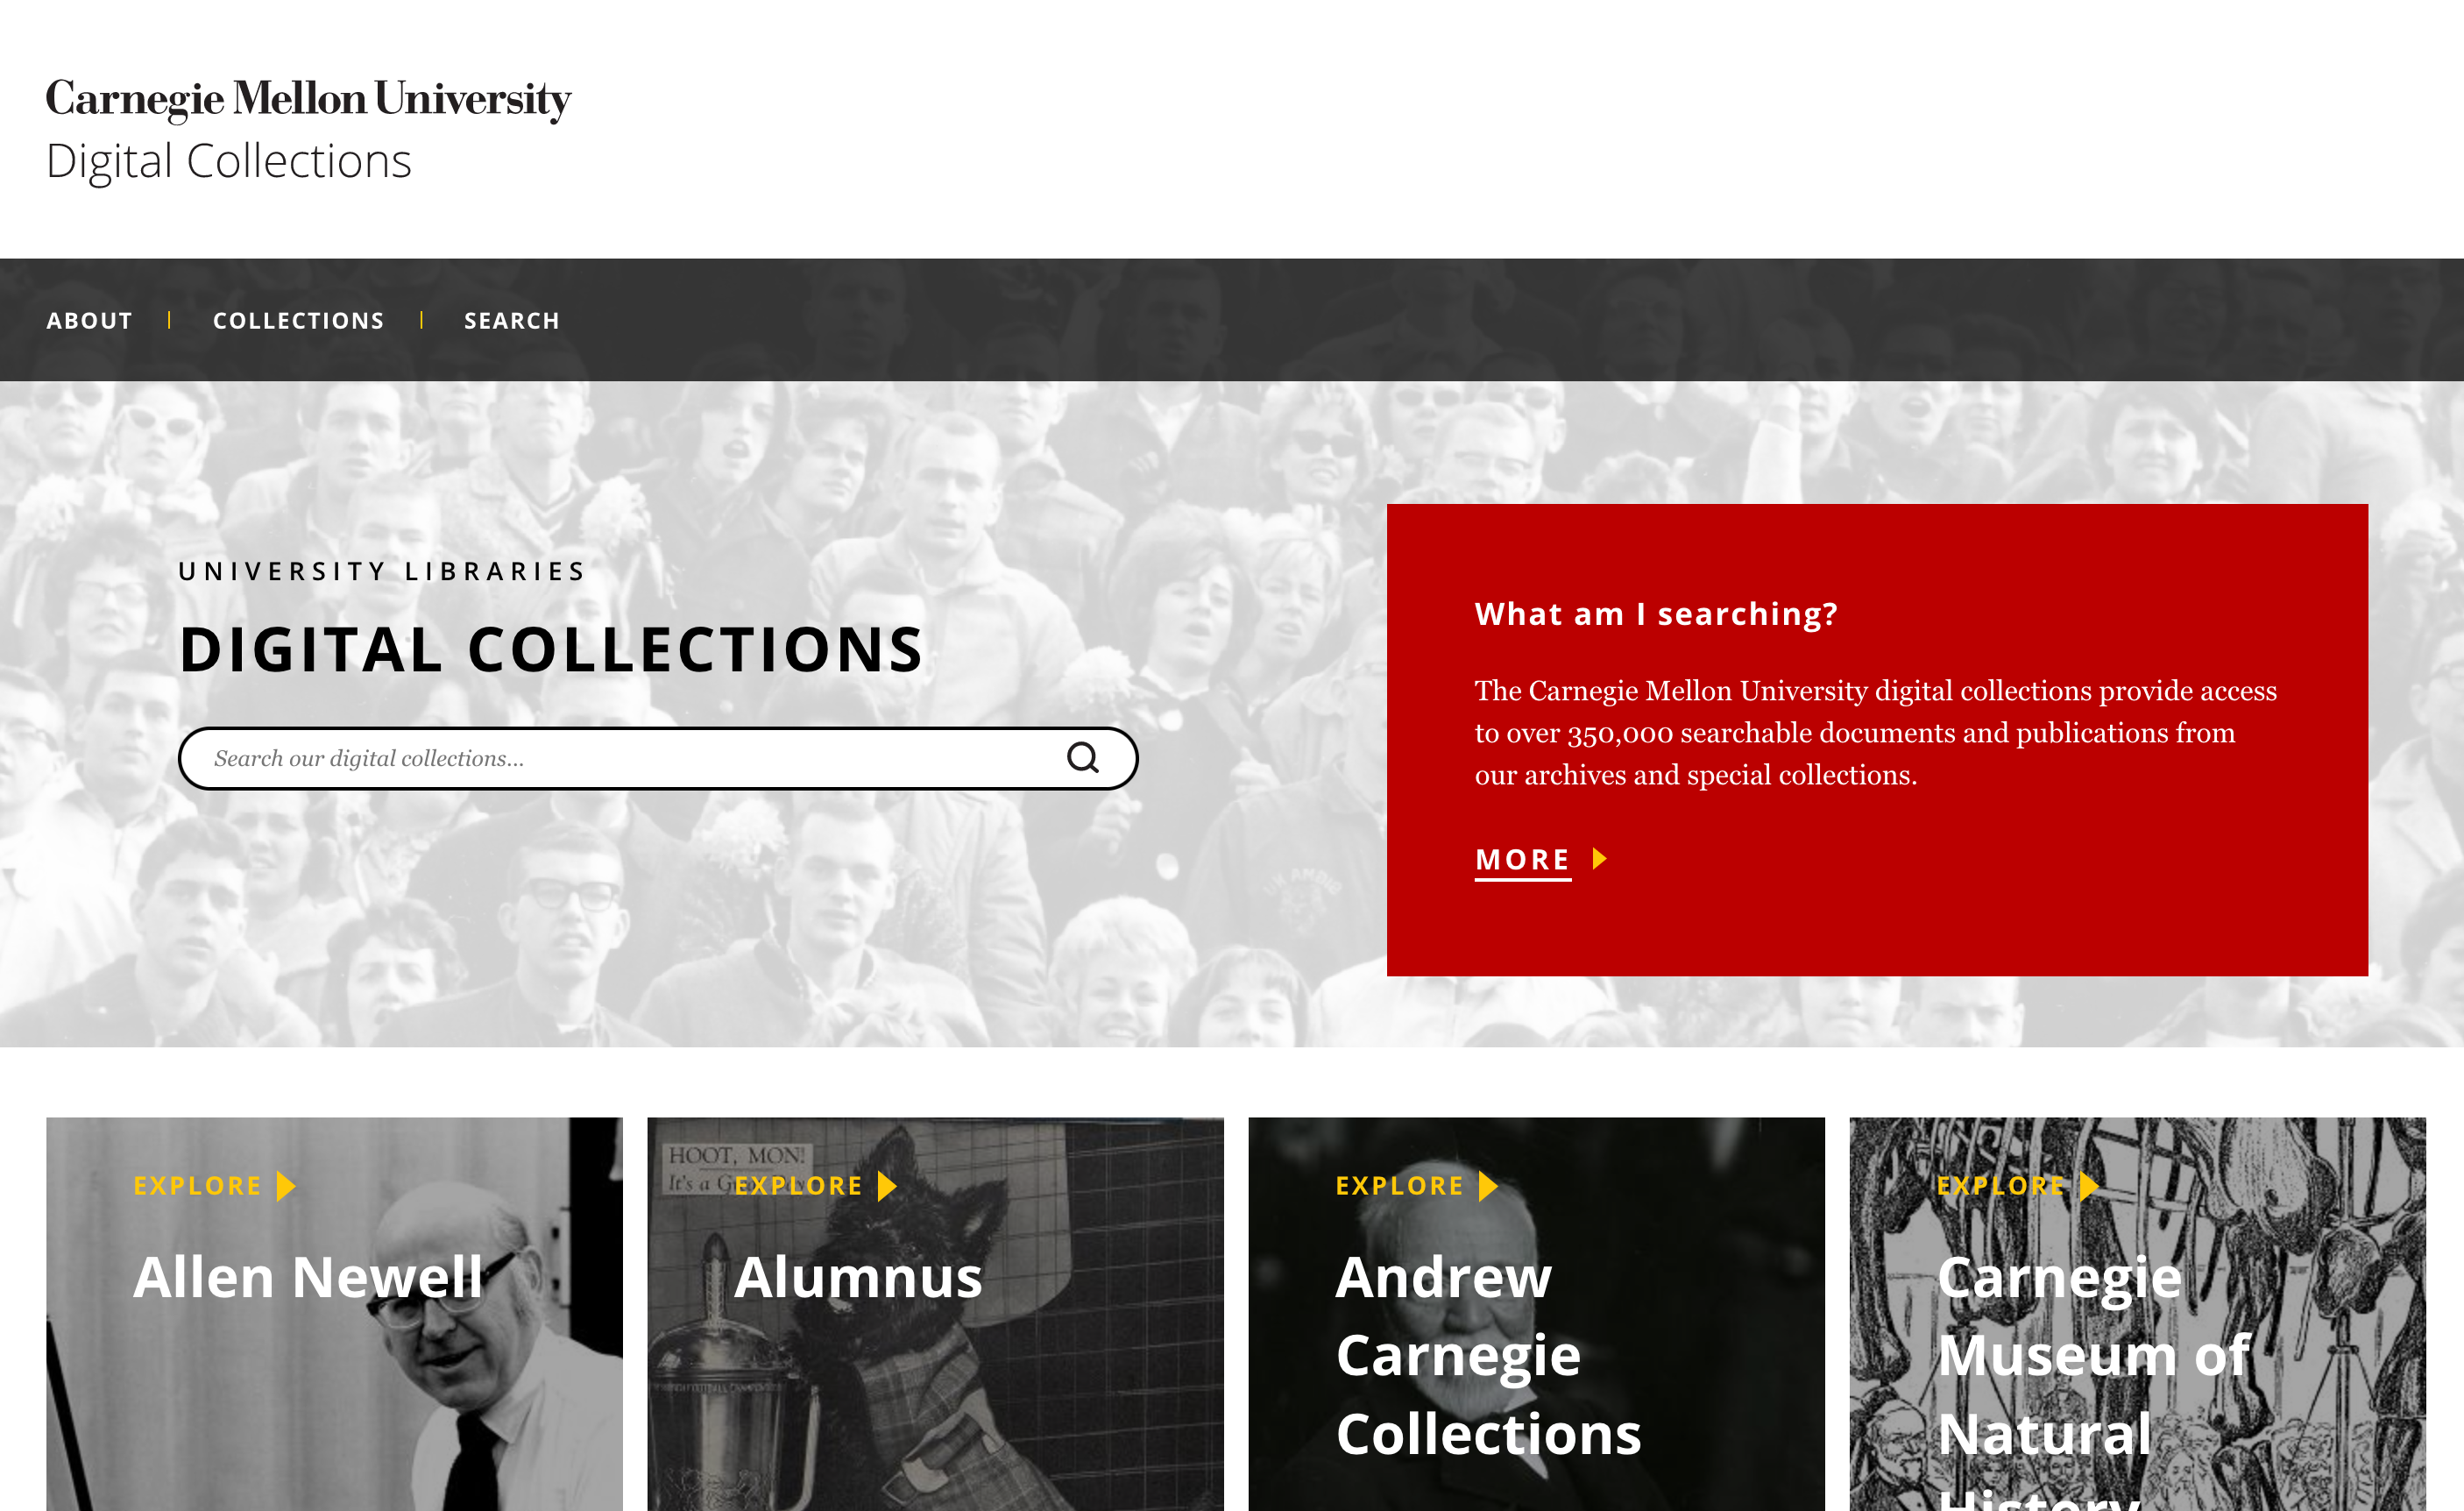 Carnegie Mellon University
Digital Collections
ABOUT
COLLECTIONS
SEARCH
UNIVERSITY LIBRARIES
DIGITAL COLLECTIONS
Search our digital collections...
What am I searching?
The Carnegie Mellon University digital collections provide access
to over 350,000 searchable documents and publications from
our archives and special collections.
MORE
EXPLORE
Allen Newell
HOOT, MON!
It's a
EXPLORE
Alumnus
EXPLORE
Andrew
Carnegie
Collections
EXPLORE
Carnegie
Museum of
Natural
History